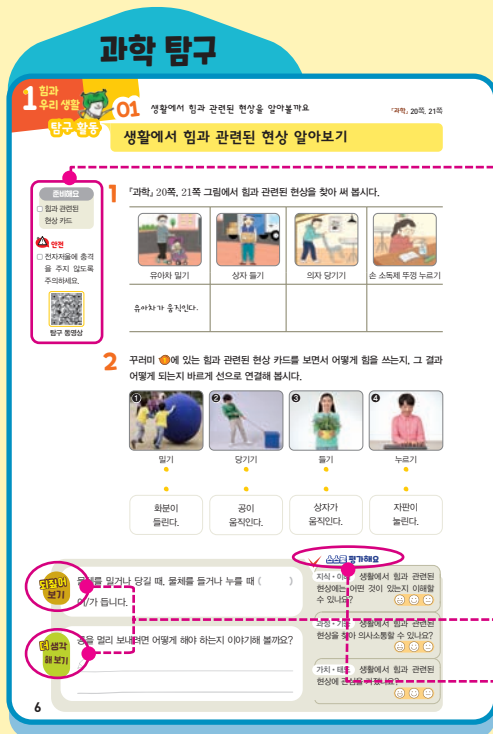 과학 탐구
1 힘과
우리 생활
탐구 활동
01 생활에서 힘과 관련된 현상을 알아볼까요
『과학』 20쪽, 21쪽
생활에서 힘과 관련된 현상 알아보기
준비해요
□ 힘과 관련된
현상 카드
안전
□ 전자저울에 충격
을 주지 않도록
주의하세요.
탐구 동영상
1 『과학』 20쪽, 21쪽 그림에서 힘과 관련된 현상을 찾아 써 봅시다.
유아차 밀기 상자 들기 의자 당기기 손 소독제 뚜껑 누르기
유아차가 움직인다.
2 꾸러미 ①에 있는 힘과 관련된 현상 카드를 보면서 어떻게 힘을 쓰는지, 그 결과
어떻게 되는지 바르게 선으로 연결해 봅시다.
❶ ❷ ❸ ❹
밀기 당기기 들기 누르기
화분이 공이 상자가 자판이
들린다. 움직인다. 움직인다. 눌린다.
되짚어
보기
물체를 밀거나 당길 때, 물체를 들거나 누를 때 ( )
이/가 듭니다.
더 생각
해 보기
공을 멀리 보내려면 어떻게 해야 하는지 이야기해 볼까요?
스스로 평가해요
지식·이해 생활에서 힘과 관련된
현상에는 어떤 것이 있는지 이해할
수 있나요?
과정·기능 생활에서 힘과 관련된
현상을 찾아 의사소통할 수 있나요?
가치·태도 생활에서 힘과 관련된
현상에 관심을 가졌나요?
6